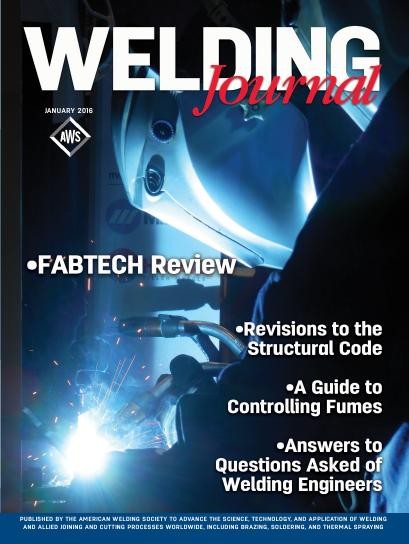 WELDING
Journal
JANUARY 2016
AWS
•FABTECH Review
•Revisions to the
Structural Code
•A Guide to
Controlling Fumes
•Answers to
Questions Asked of
Welding Engineers
PUBLISHED BY THE AMERICAN WELDING SOCIETY TO ADVANCE THE SCIENCE, TECHNOLOGY, AND APPLICATION OF WELDING
AND ALLIED JOINING AND CUTTING PROCESSES WORLDWIDE, INCLUDING BRAZING, SOLDERING, AND THERMAL SPRAYING